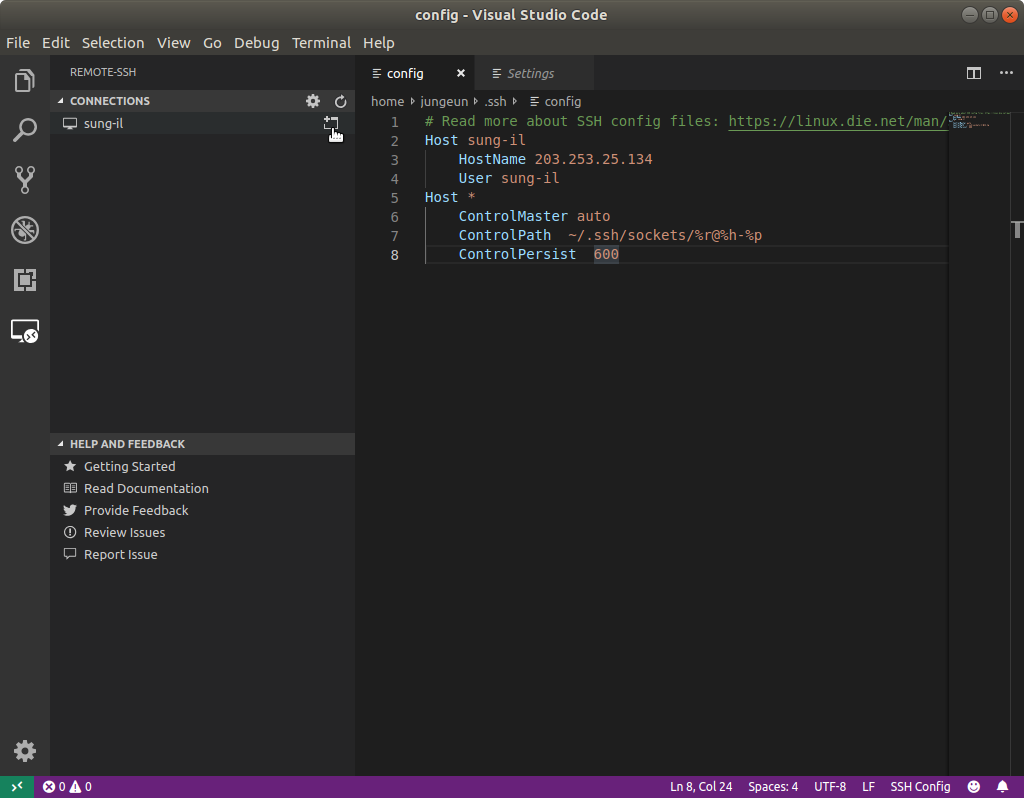 config - Visual Studio Code
File Edit Selection View Go Debug Terminal Help
REMOTE-SSH
CONNECTIONS
sung-il
HELP AND FEEDBACK
Getting Started
Read Documentation
Provide Feedback
Review Issues
Report Issue
config Settings
home jungeun .ssh config
1 # Read more about SSH config files: https://linux.die.net/man/
2 Host sung-il
3 HostName 203.253.25.134
4 User sung-il
5 Host *
6 ControlMaster auto
7 ControlPath ~/.ssh/sockets/%r@%h-%p
8 ControlPersist 600
0 0 Ln 8, Col 24 Spaces: 4 UTF-8 LF SSH Config